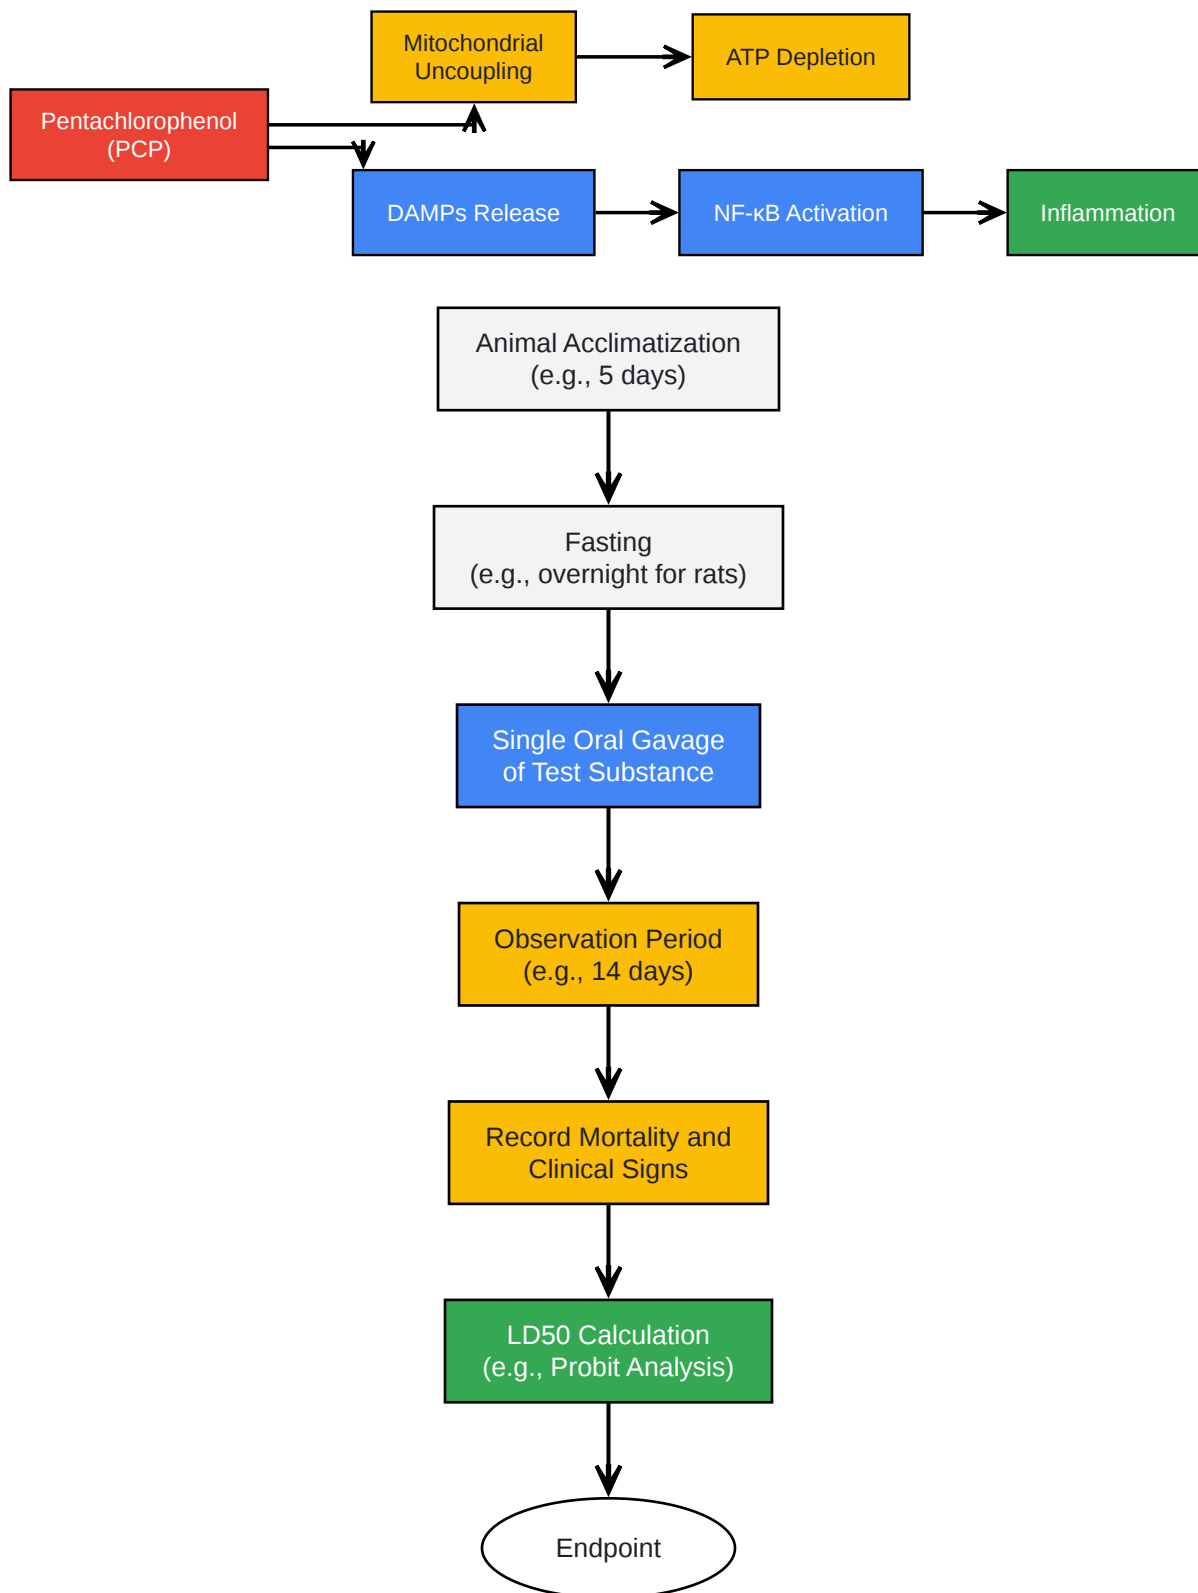 Mitochondrial
Uncoupling
ATP Depletion
Pentachlorophenol
(PCP)
DAMPs Release
NF-κB Activation
Inflammation
Animal Acclimatization
(e.g., 5 days)
Fasting
(e.g., overnight for rats)
Single Oral Gavage
of Test Substance
Observation Period
(e.g., 14 days)
Record Mortality and
Clinical Signs
LD50 Calculation
(e.g., Probit Analysis)
Endpoint